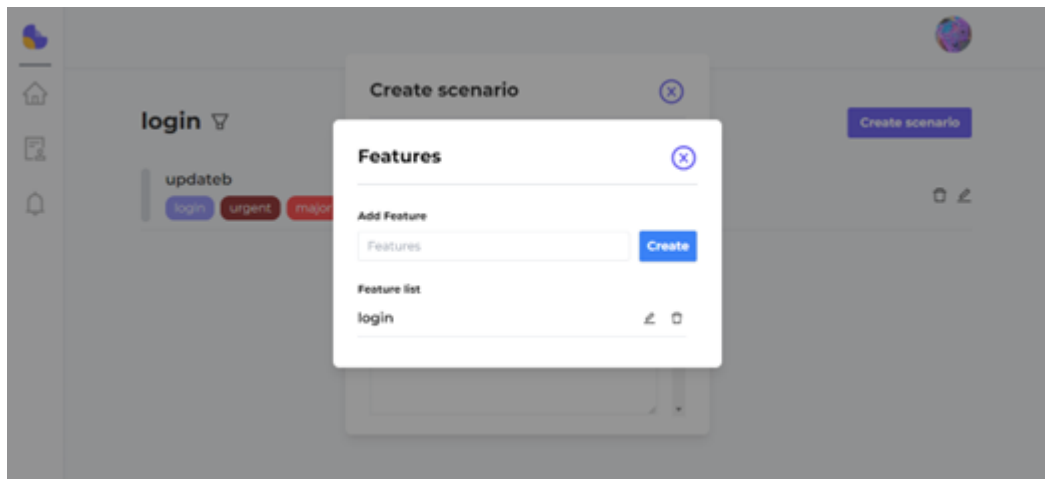 Create scenario
login
Create scenario
updateb
login
urgent
major
Features
Add Feature
Features
Create
Feature list
login